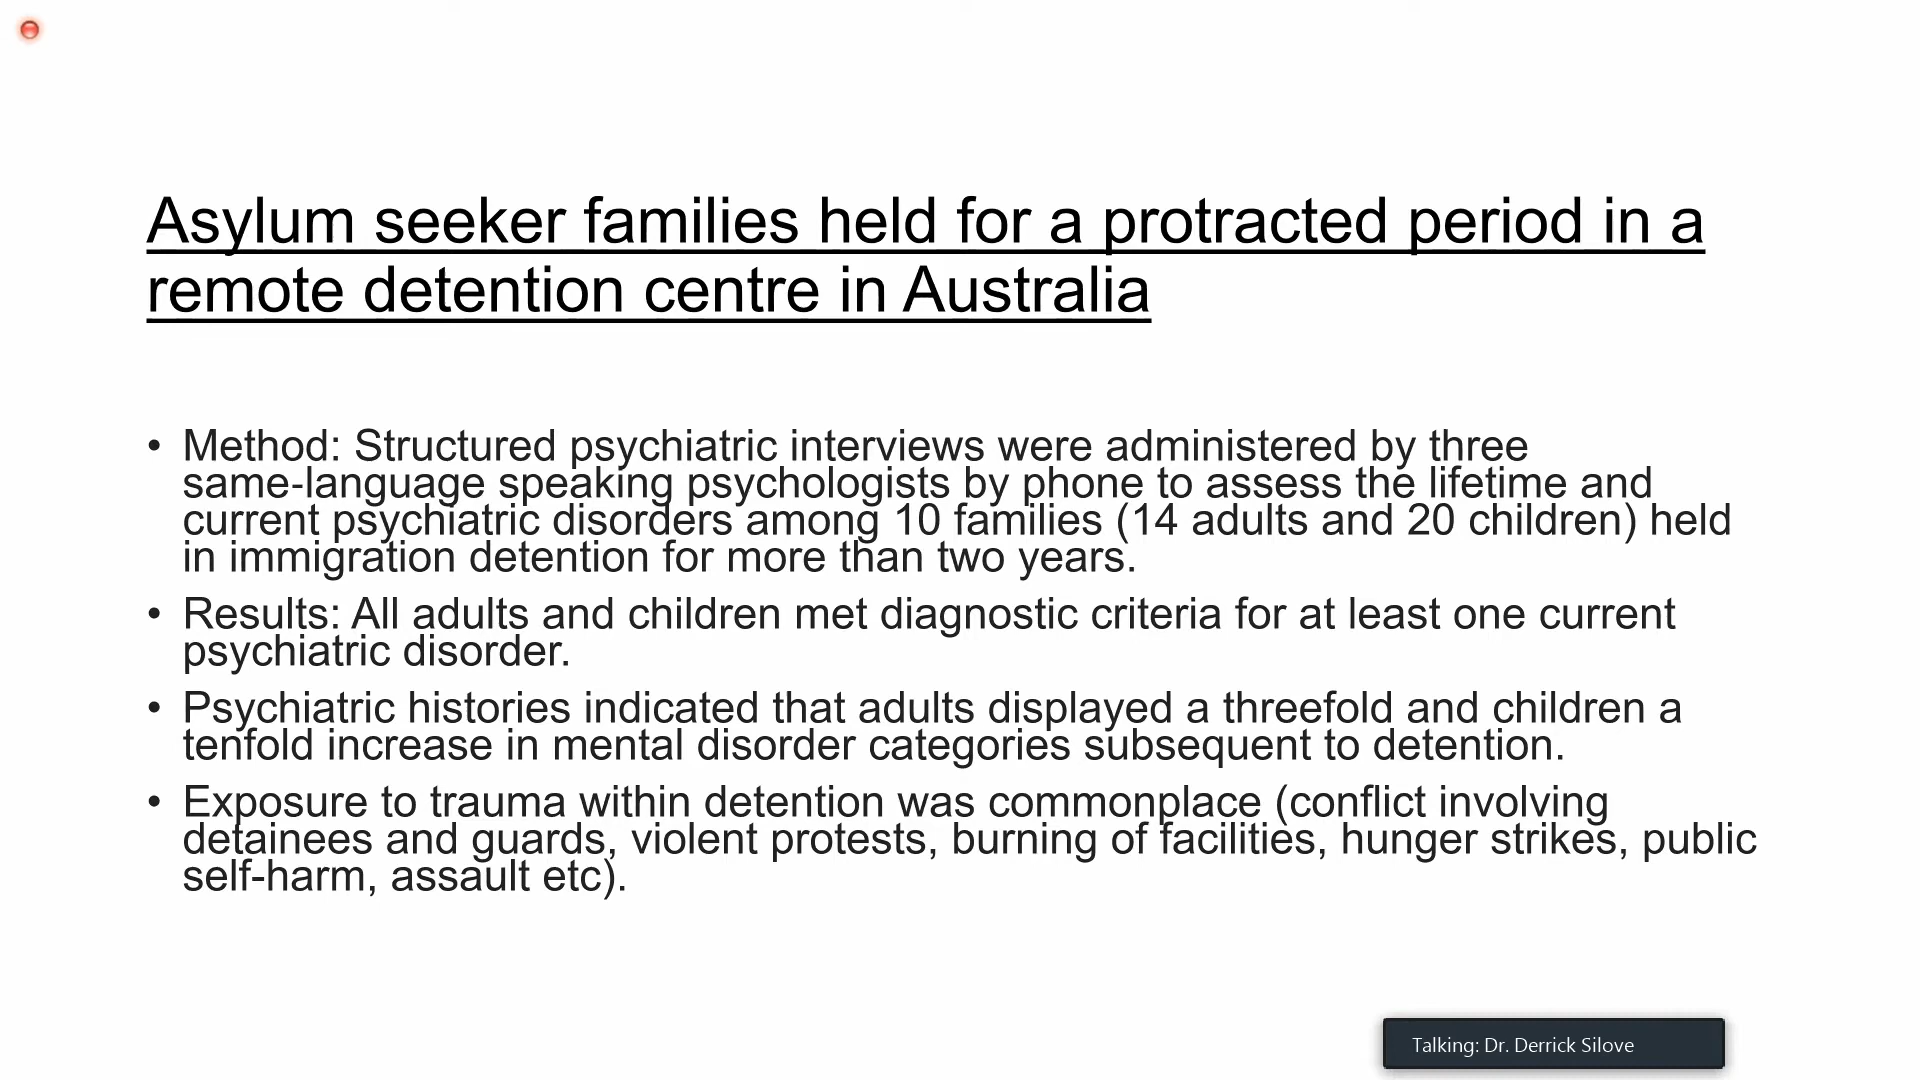 Asylum seeker families held for a protracted period in a
remote detention centre in Australia
• Method: Structured psychiatric interviews were administered by three
same-language speaking psychologists by phone to assess the lifetime and
current psychiatric disorders among 10 families (14 adults and 20 children) held
in immigration detention for more than two years.
• Results: All adults and children met diagnostic criteria for at least one current
psychiatric disorder.
• Psychiatric histories indicated that adults displayed a threefold and children a
tenfold increase in mental disorder categories subsequent to detention.
• Exposure to trauma within detention was commonplace (conflict involving
detainees and guards, violent protests, burning of facilities, hunger strikes, public
self-harm, assault etc).
Talking: Dr. Derrick Silove